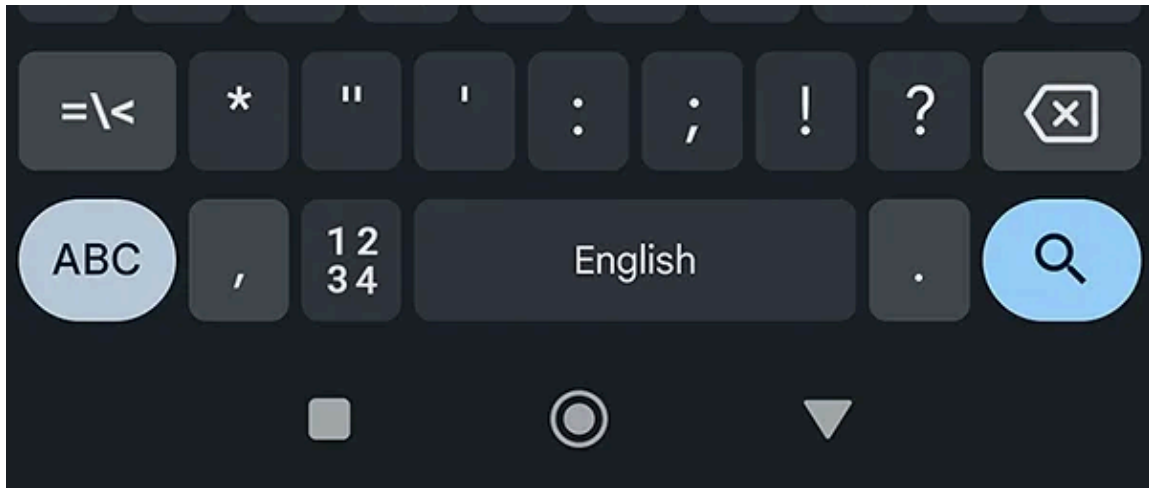 =\< * " ' : ; ! ?
ABC , 12 English .
34